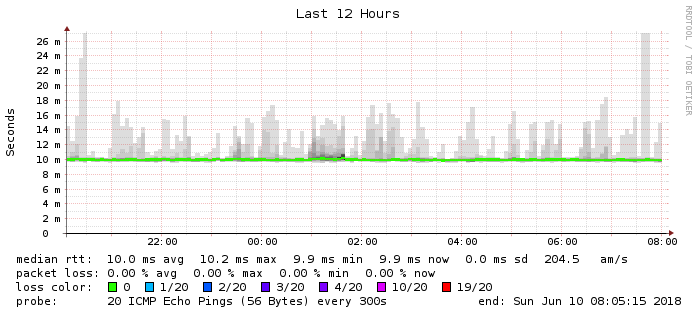 Last 12 Hours
RRDTOOL / TOBI OETIKER
Seconds
26 m
24 m
22 m
20 m
18 m
16 m
14 m
12 m
10 m
8 m
6 m
4 m
2 m
0
22:00 00:00 02:00 04:00 06:00 08:00
median rtt: 10.0 ms avg 10.2 ms max 9.9 ms min 9.9 ms now 0.0 ms sd 204.5 am/s
packet loss: 0.00 % avg 0.00 % max 0.00 % min 0.00 % now
loss color: 0 1/20 2/20 3/20 4/20 10/20 19/20
probe: 20 ICMP Echo Pings (56 Bytes) every 300s end: Sun Jun 10 08:05:15 2018